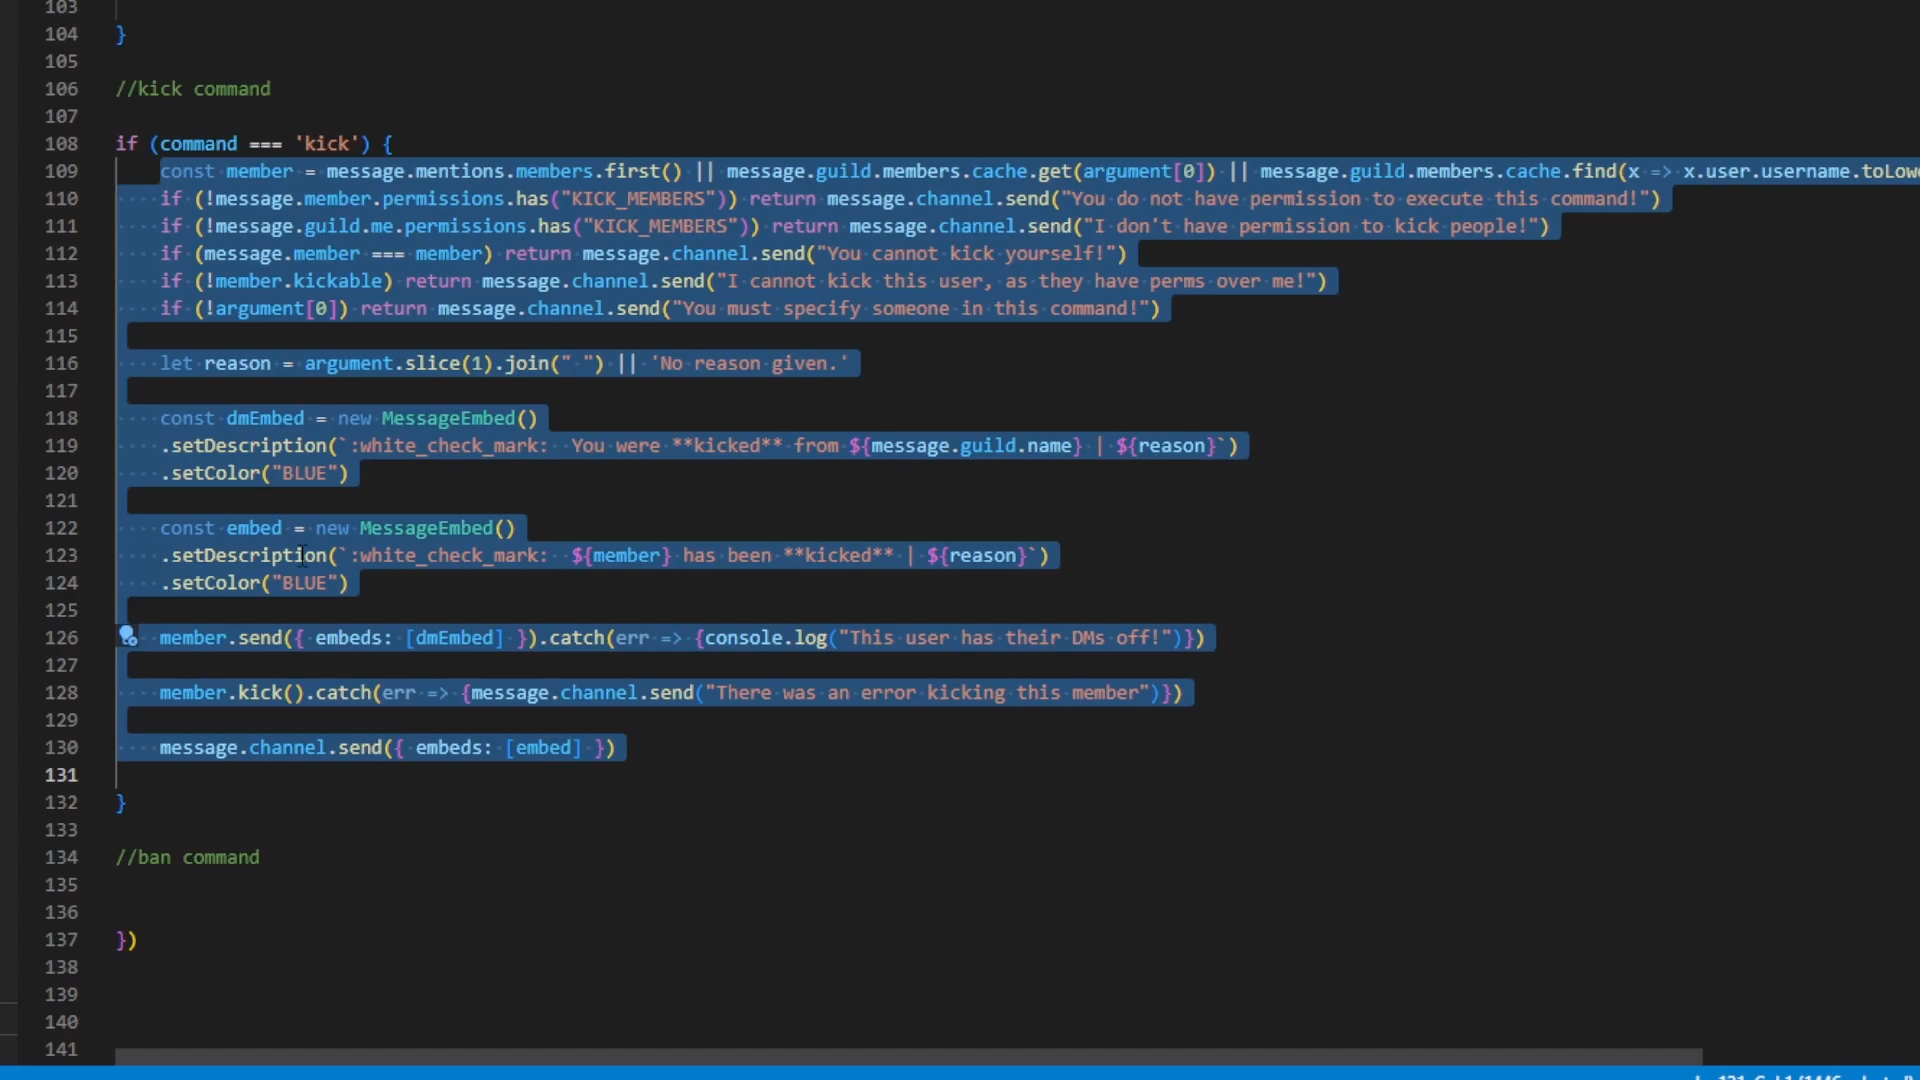 103
104 }
105
106 //kick command
107
108 if (command === 'kick') {
109 const member = message.mentions.members.first() || message.guild.members.cache.get(argument[0]) || message.guild.members.cache.find(x => x.user.username.toLowe
110 if (!message.member.permissions.has("KICK_MEMBERS")) return message.channel.send("You do not have permission to execute this command!")
111 if (!message.guild.me.permissions.has("KICK_MEMBERS")) return message.channel.send("I don't have permission to kick people!")
112 if (message.member === member) return message.channel.send("You cannot kick yourself!")
113 if (!member.kickable) return message.channel.send("I cannot kick this user, as they have perms over me!")
114 if (!argument[0]) return message.channel.send("You must specify someone in this command!")
115
116 let reason = argument.slice(1).join(" ") || 'No reason given.'
117
118 const dmEmbed = new MessageEmbed()
119 .setDescription(`:white_check_mark:  You were **kicked** from ${message.guild.name} | ${reason}`)
120 .setColor("BLUE")
121
122 const embed = new MessageEmbed()
123 .setDescription(`:white_check_mark:  ${member} has been **kicked** | ${reason}`)
124 .setColor("BLUE")
125
126 member.send({ embeds: [dmEmbed] }).catch(err => {console.log("This user has their DMs off!")})
127
128 member.kick().catch(err => {message.channel.send("There was an error kicking this member")})
129
130 message.channel.send({ embeds: [embed] })
131
132 }
133
134 //ban command
135
136
137 })
138
139
140
141